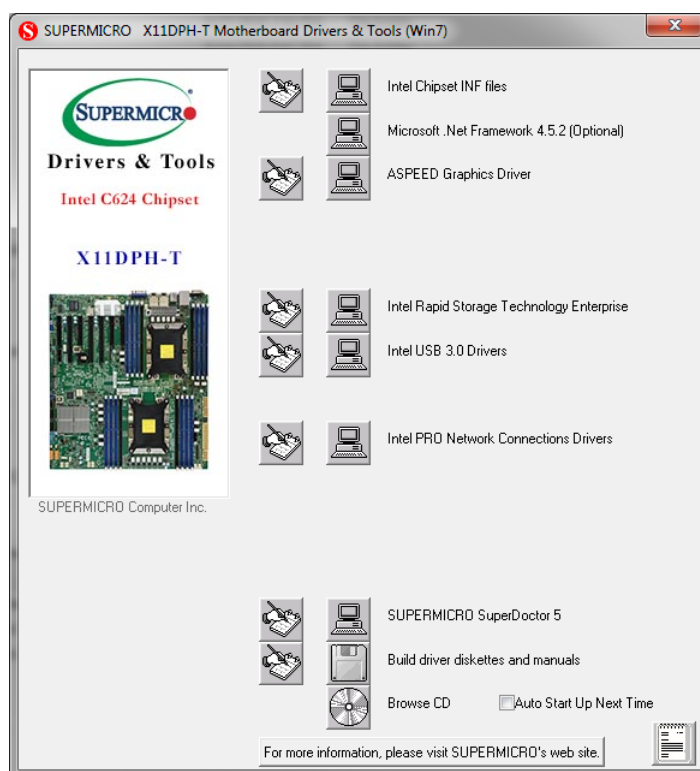 SUPERMICRO X11DPH-T Motherboard Drivers & Tools (Win7)
SUPERMICR
Drivers & Tools
Intel C624 Chipset
X11DPH-T
SUPERMICRO Computer Inc.
Intel Chipset INF files
Microsoft .Net Framework 4.5.2 (Optional)
ASPEED Graphics Driver
Intel Rapid Storage Technology Enterprise
Intel USB 3.0 Drivers
Intel PRO Network Connections Drivers
SUPERMICRO SuperDoctor 5
Build driver diskettes and manuals
Browse CD
Auto Start Up Next Time
For more information, please visit SUPERMICRO's web site.